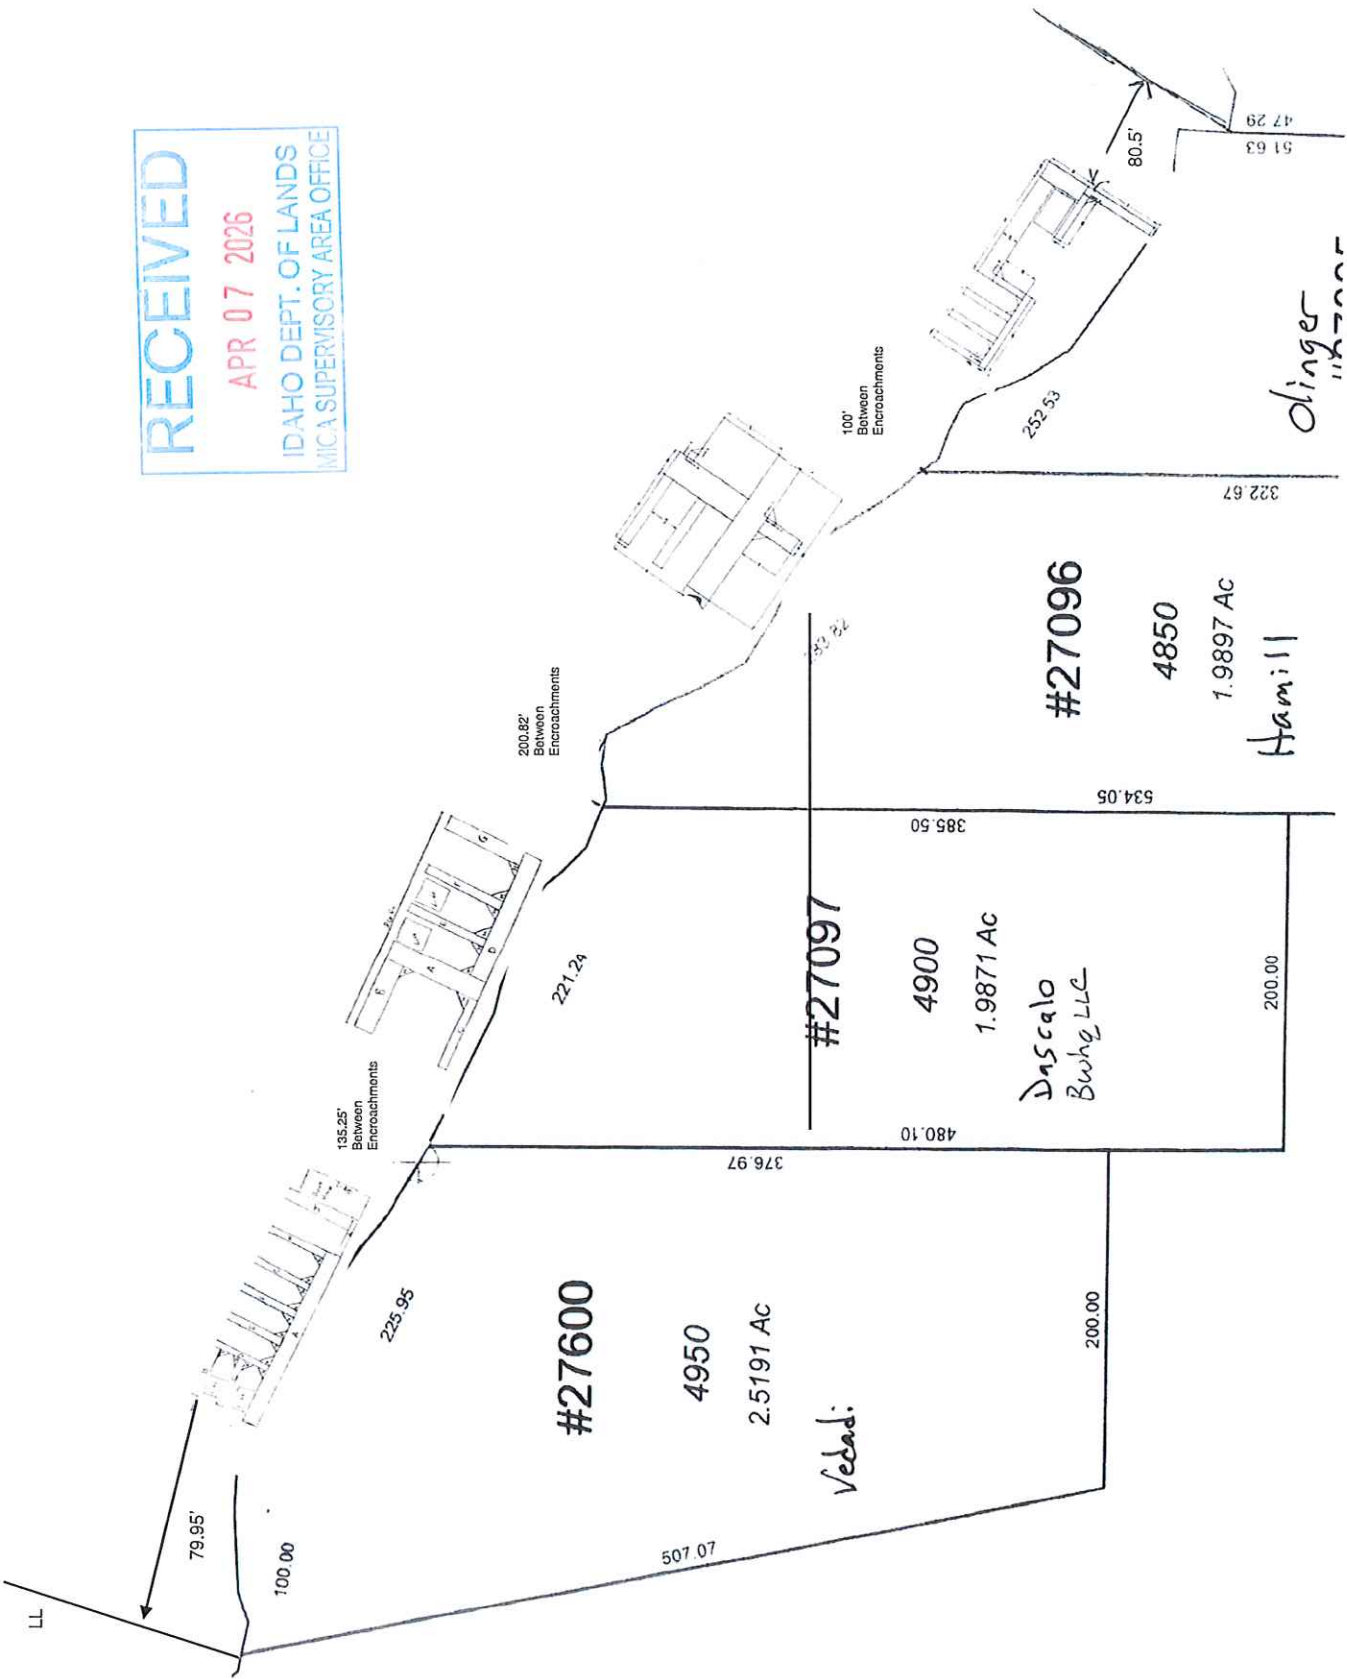 RECEIVED
APR 07 2026
IDAHO DEPT. OF LANDS
MICA SUPERVISORY AREA OFFICE
LL
79.95'
100.00
225.95
507.07
#27600
4950
2.5191 Ac
Vedadi
200.00
376.97
480.10
135.25'
Between
Encroachments
E
A
C
D
F
G
221.24
#27097
4900
1.9871 Ac
Dascalo
Bwhq LLC
200.00
385.50
534.05
200.82'
Between
Encroachments
#27096
4850
1.9897 Ac
Hamill
322.67
100'
Between
Encroachments
252.53
80.5'
47 29
51 63
Olinger